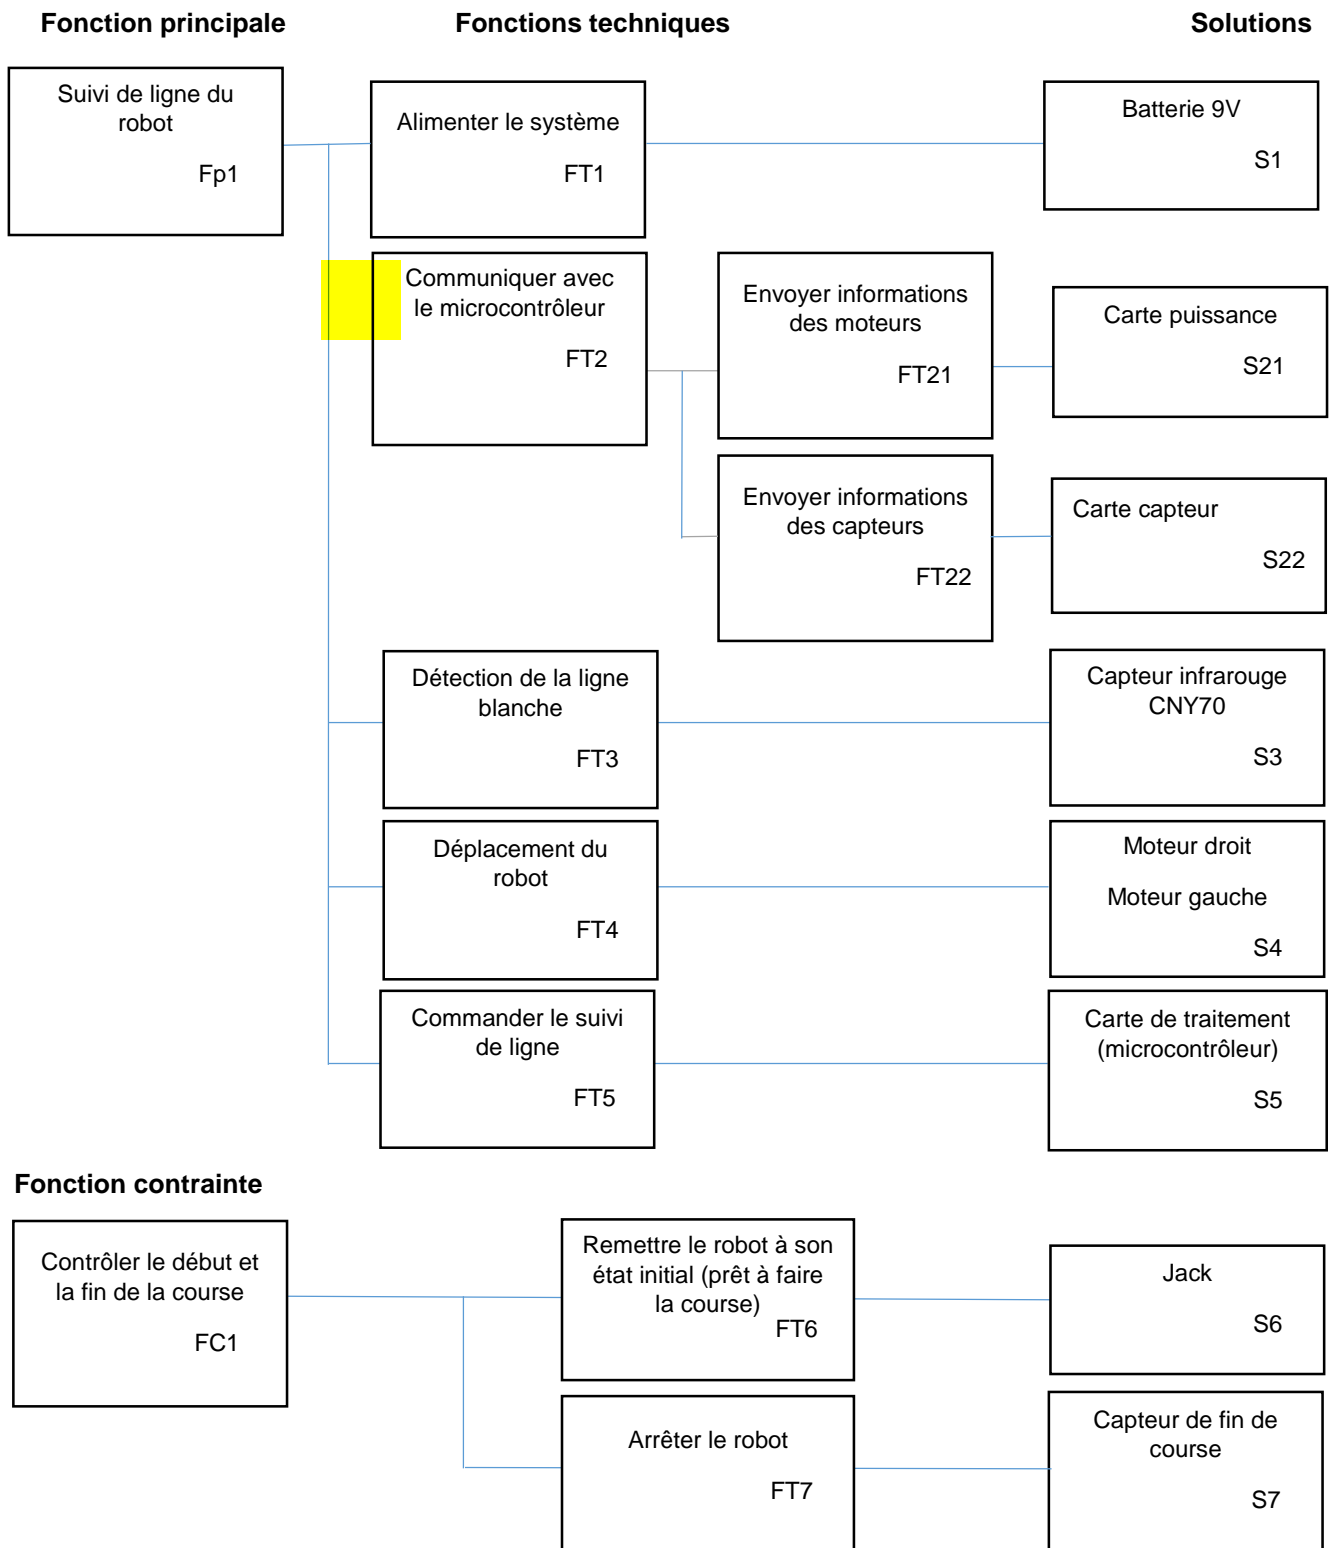 Fonction principale
Fonctions techniques
Solutions
Suivi de ligne du
robot
Fp1
Alimenter le système
FT1
Batterie 9V
S1
Communiquer avec
le microcontrôleur
FT2
Envoyer informations
des moteurs
FT21
Carte puissance
S21
Envoyer informations
des capteurs
FT22
Carte capteur
S22
Détection de la ligne
blanche
FT3
Capteur infrarouge
CNY70
S3
Déplacement du
robot
FT4
Moteur droit
Moteur gauche
S4
Commander le suivi
de ligne
FT5
Carte de traitement
(microcontrôleur)
S5
Fonction contrainte
Contrôler le début et
la fin de la course
FC1
Remettre le robot à son
état initial (prêt à faire
la course)
FT6
Jack
S6
Arrêter le robot
FT7
Capteur de fin de
course
S7